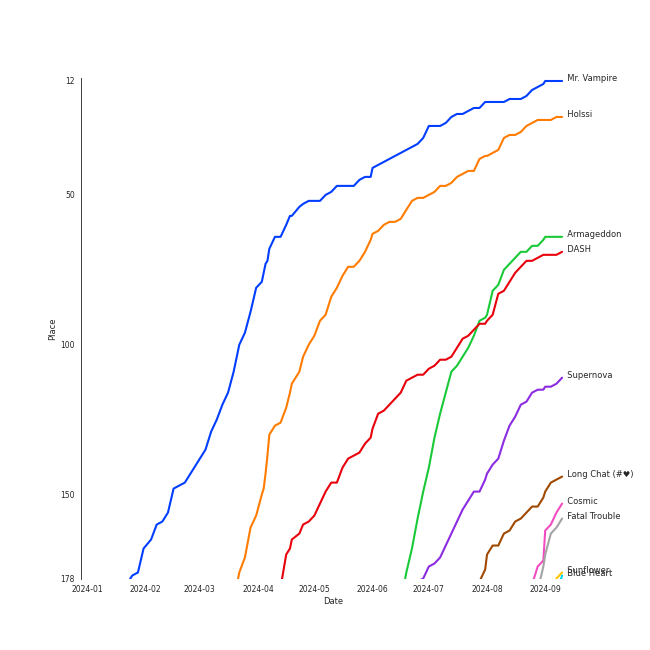 12
50
100
150
178
Place
2024-01
2024-02
2024-03
2024-04
2024-05
2024-06
2024-07
2024-08
2024-09
Date
Mr. Vampire
Holssi
Armageddon
DASH
Supernova
Long Chat (#♥)
Cosmic
Fatal Trouble
Sunflower
Blue Heart